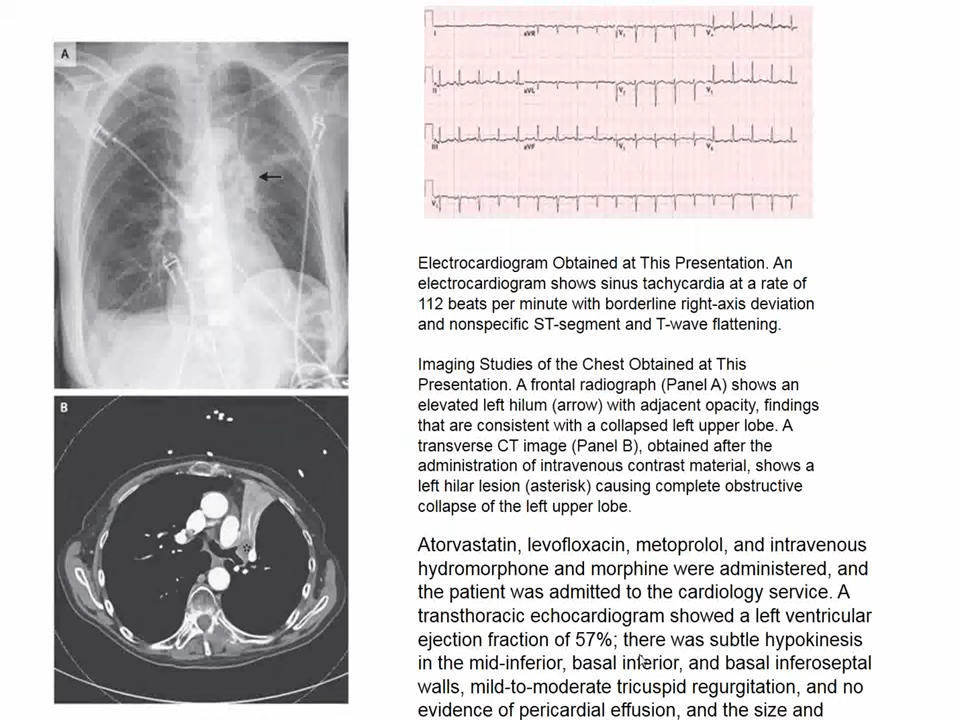 A
B
I
aVR
V₁
II
aVL
III
aVF
Electrocardiogram Obtained at This Presentation. An
electrocardiogram shows sinus tachycardia at a rate of
112 beats per minute with borderline right-axis deviation
and nonspecific ST-segment and T-wave flattening.
Imaging Studies of the Chest Obtained at This
Presentation. A frontal radiograph (Panel A) shows an
elevated left hilum (arrow) with adjacent opacity, findings
that are consistent with a collapsed left upper lobe. A
transverse CT image (Panel B), obtained after the
administration of intravenous contrast material, shows a
left hilar lesion (asterisk) causing complete obstructive
collapse of the left upper lobe.
Atorvastatin, levofloxacin, metoprolol, and intravenous
hydromorphone and morphine were administered, and
the patient was admitted to the cardiology service. A
transthoracic echocardiogram showed a left ventricular
ejection fraction of 57%; there was subtle hypokinesis
in the mid-inferior, basal inferior, and basal inferoseptal
walls, mild-to-moderate tricuspid regurgitation, and no
evidence of pericardial effusion, and the size and